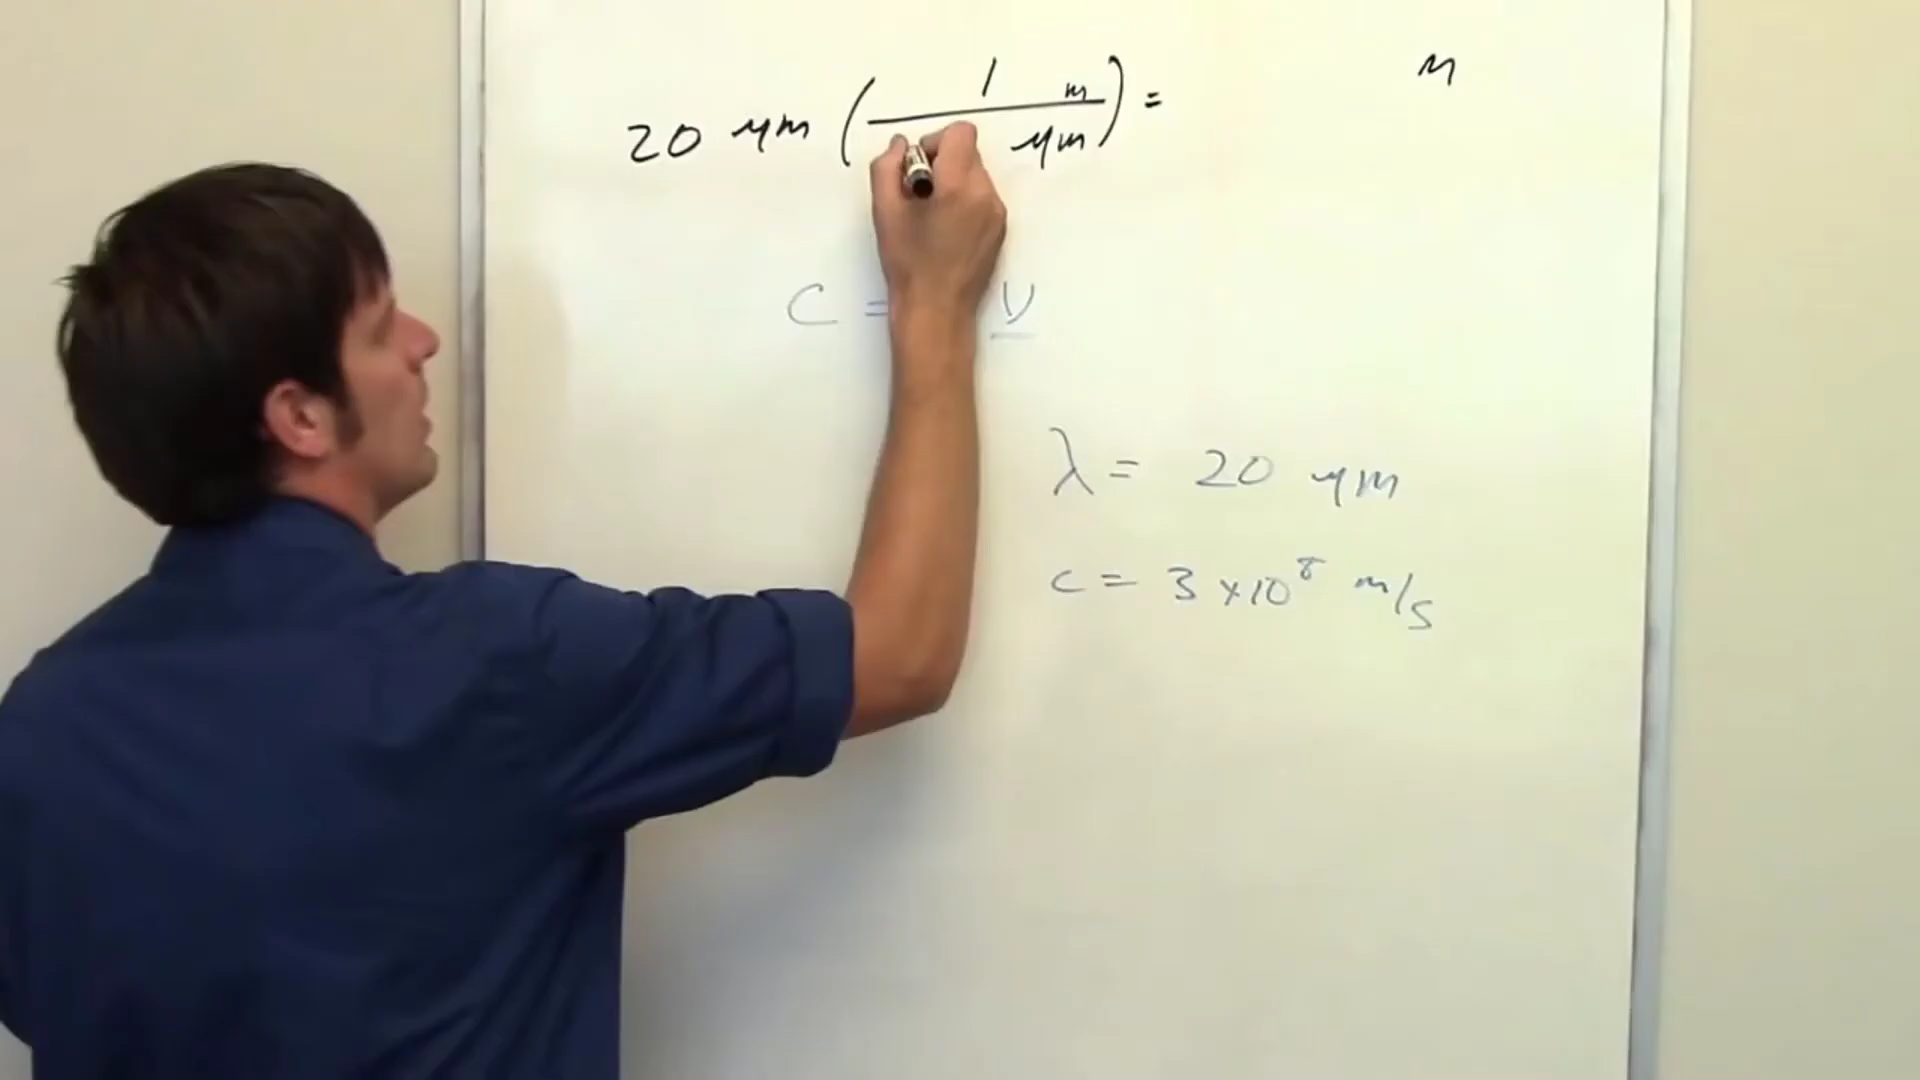 20 μm ( 1 m / μm ) = m
C = ν
λ = 20 μm
c = 3 x 10⁸ m/s